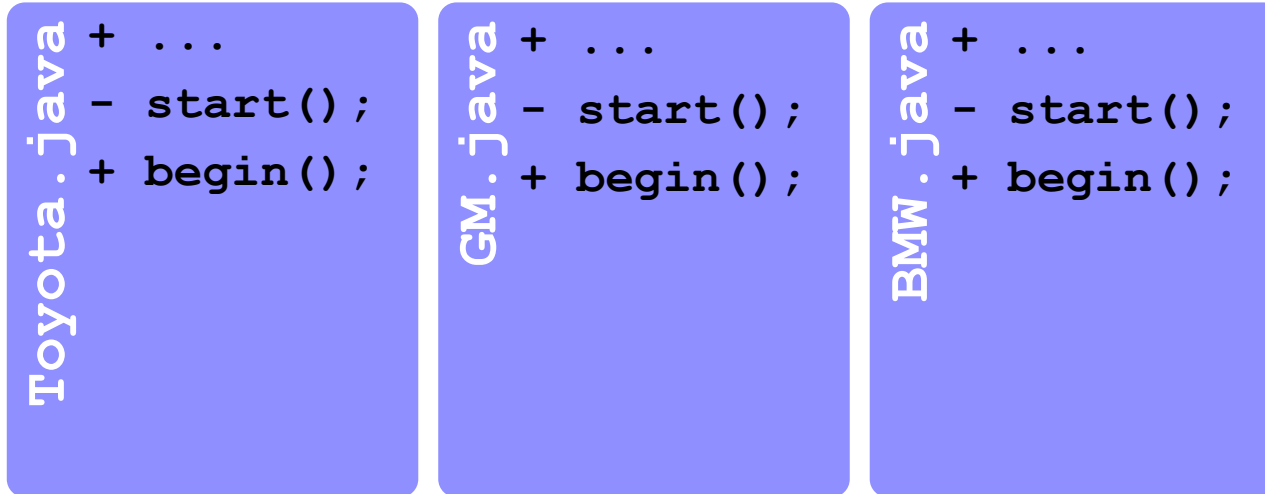 Toyota.java
+ ...
- start();
+ begin();
GM.java
+ ...
- start();
+ begin();
BMW.java
+ ...
- start();
+ begin();